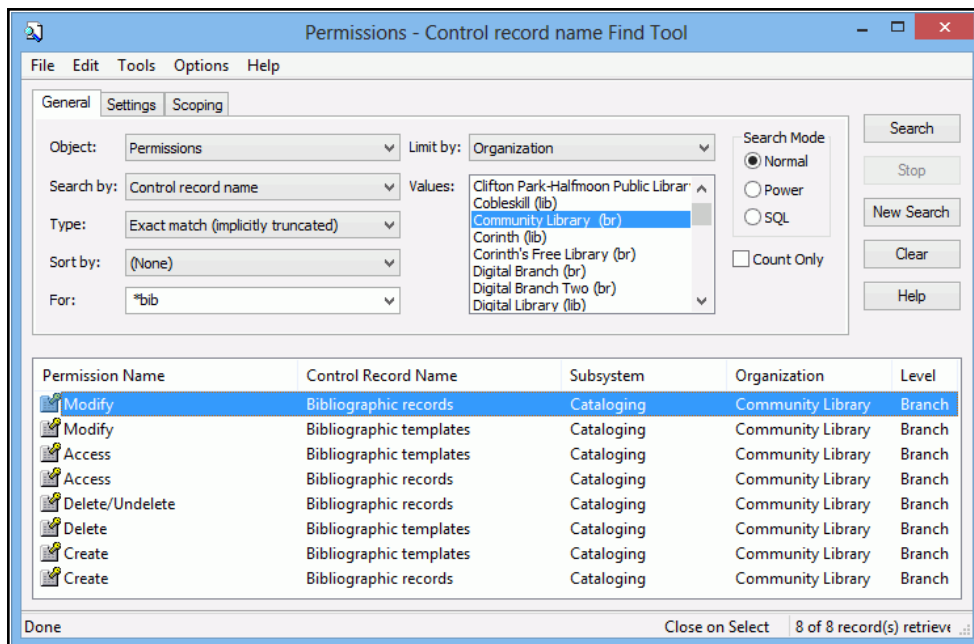 Permissions - Control record name Find Tool
File Edit Tools Options Help
General Settings Scoping
Object: Permissions Limit by: Organization
Search by: Control record name Values:
Type: Exact match (implicitly truncated)
Sort by: (None)
For: *bib
Clifton Park-Halfmoon Public Librar
Cobleskill (lib)
Community Library (br)
Corinth (lib)
Corinth's Free Library (br)
Digital Branch (br)
Digital Branch Two (br)
Digital Library (lib)
Search Mode
Normal
Power
SQL
Count Only
Search
Stop
New Search
Clear
Help
Permission Name Control Record Name Subsystem Organization Level
Modify Bibliographic records Cataloging Community Library Branch
Modify Bibliographic templates Cataloging Community Library Branch
Access Bibliographic templates Cataloging Community Library Branch
Access Bibliographic records Cataloging Community Library Branch
Delete/Undelete Bibliographic records Cataloging Community Library Branch
Delete Bibliographic templates Cataloging Community Library Branch
Create Bibliographic templates Cataloging Community Library Branch
Create Bibliographic records Cataloging Community Library Branch
Done Close on Select 8 of 8 record(s) retrieve